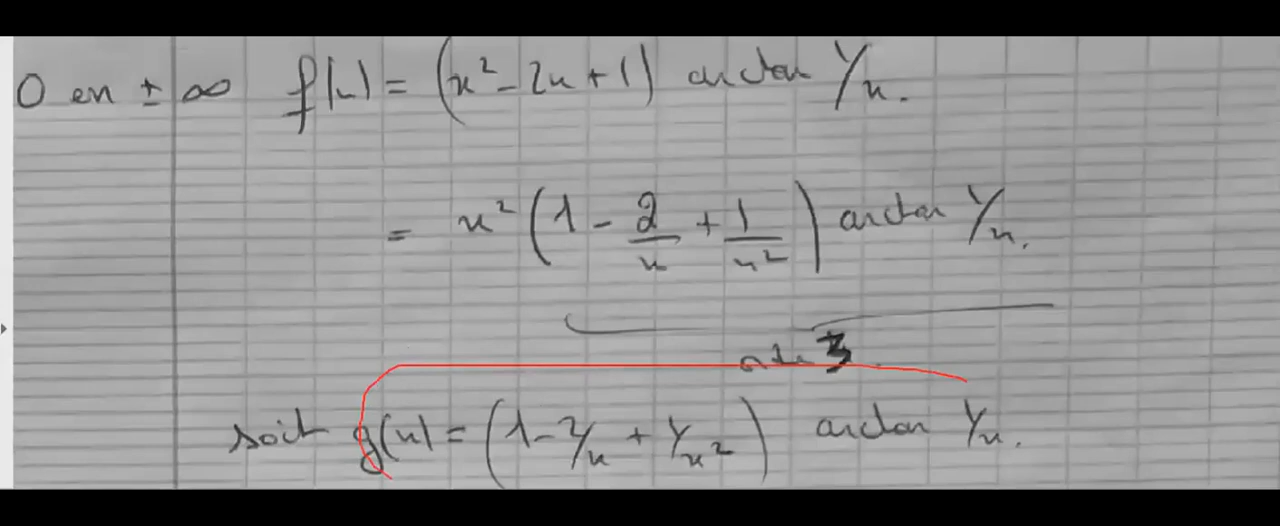 0 en ± ∞ f(x) = (x² - 2x + 1) arctan 1/x.
= x² (1 - 2/x + 1/x²) arctan 1/x.
3
soit g(x) = (1 - 2/x + 1/x²) arctan 1/x.